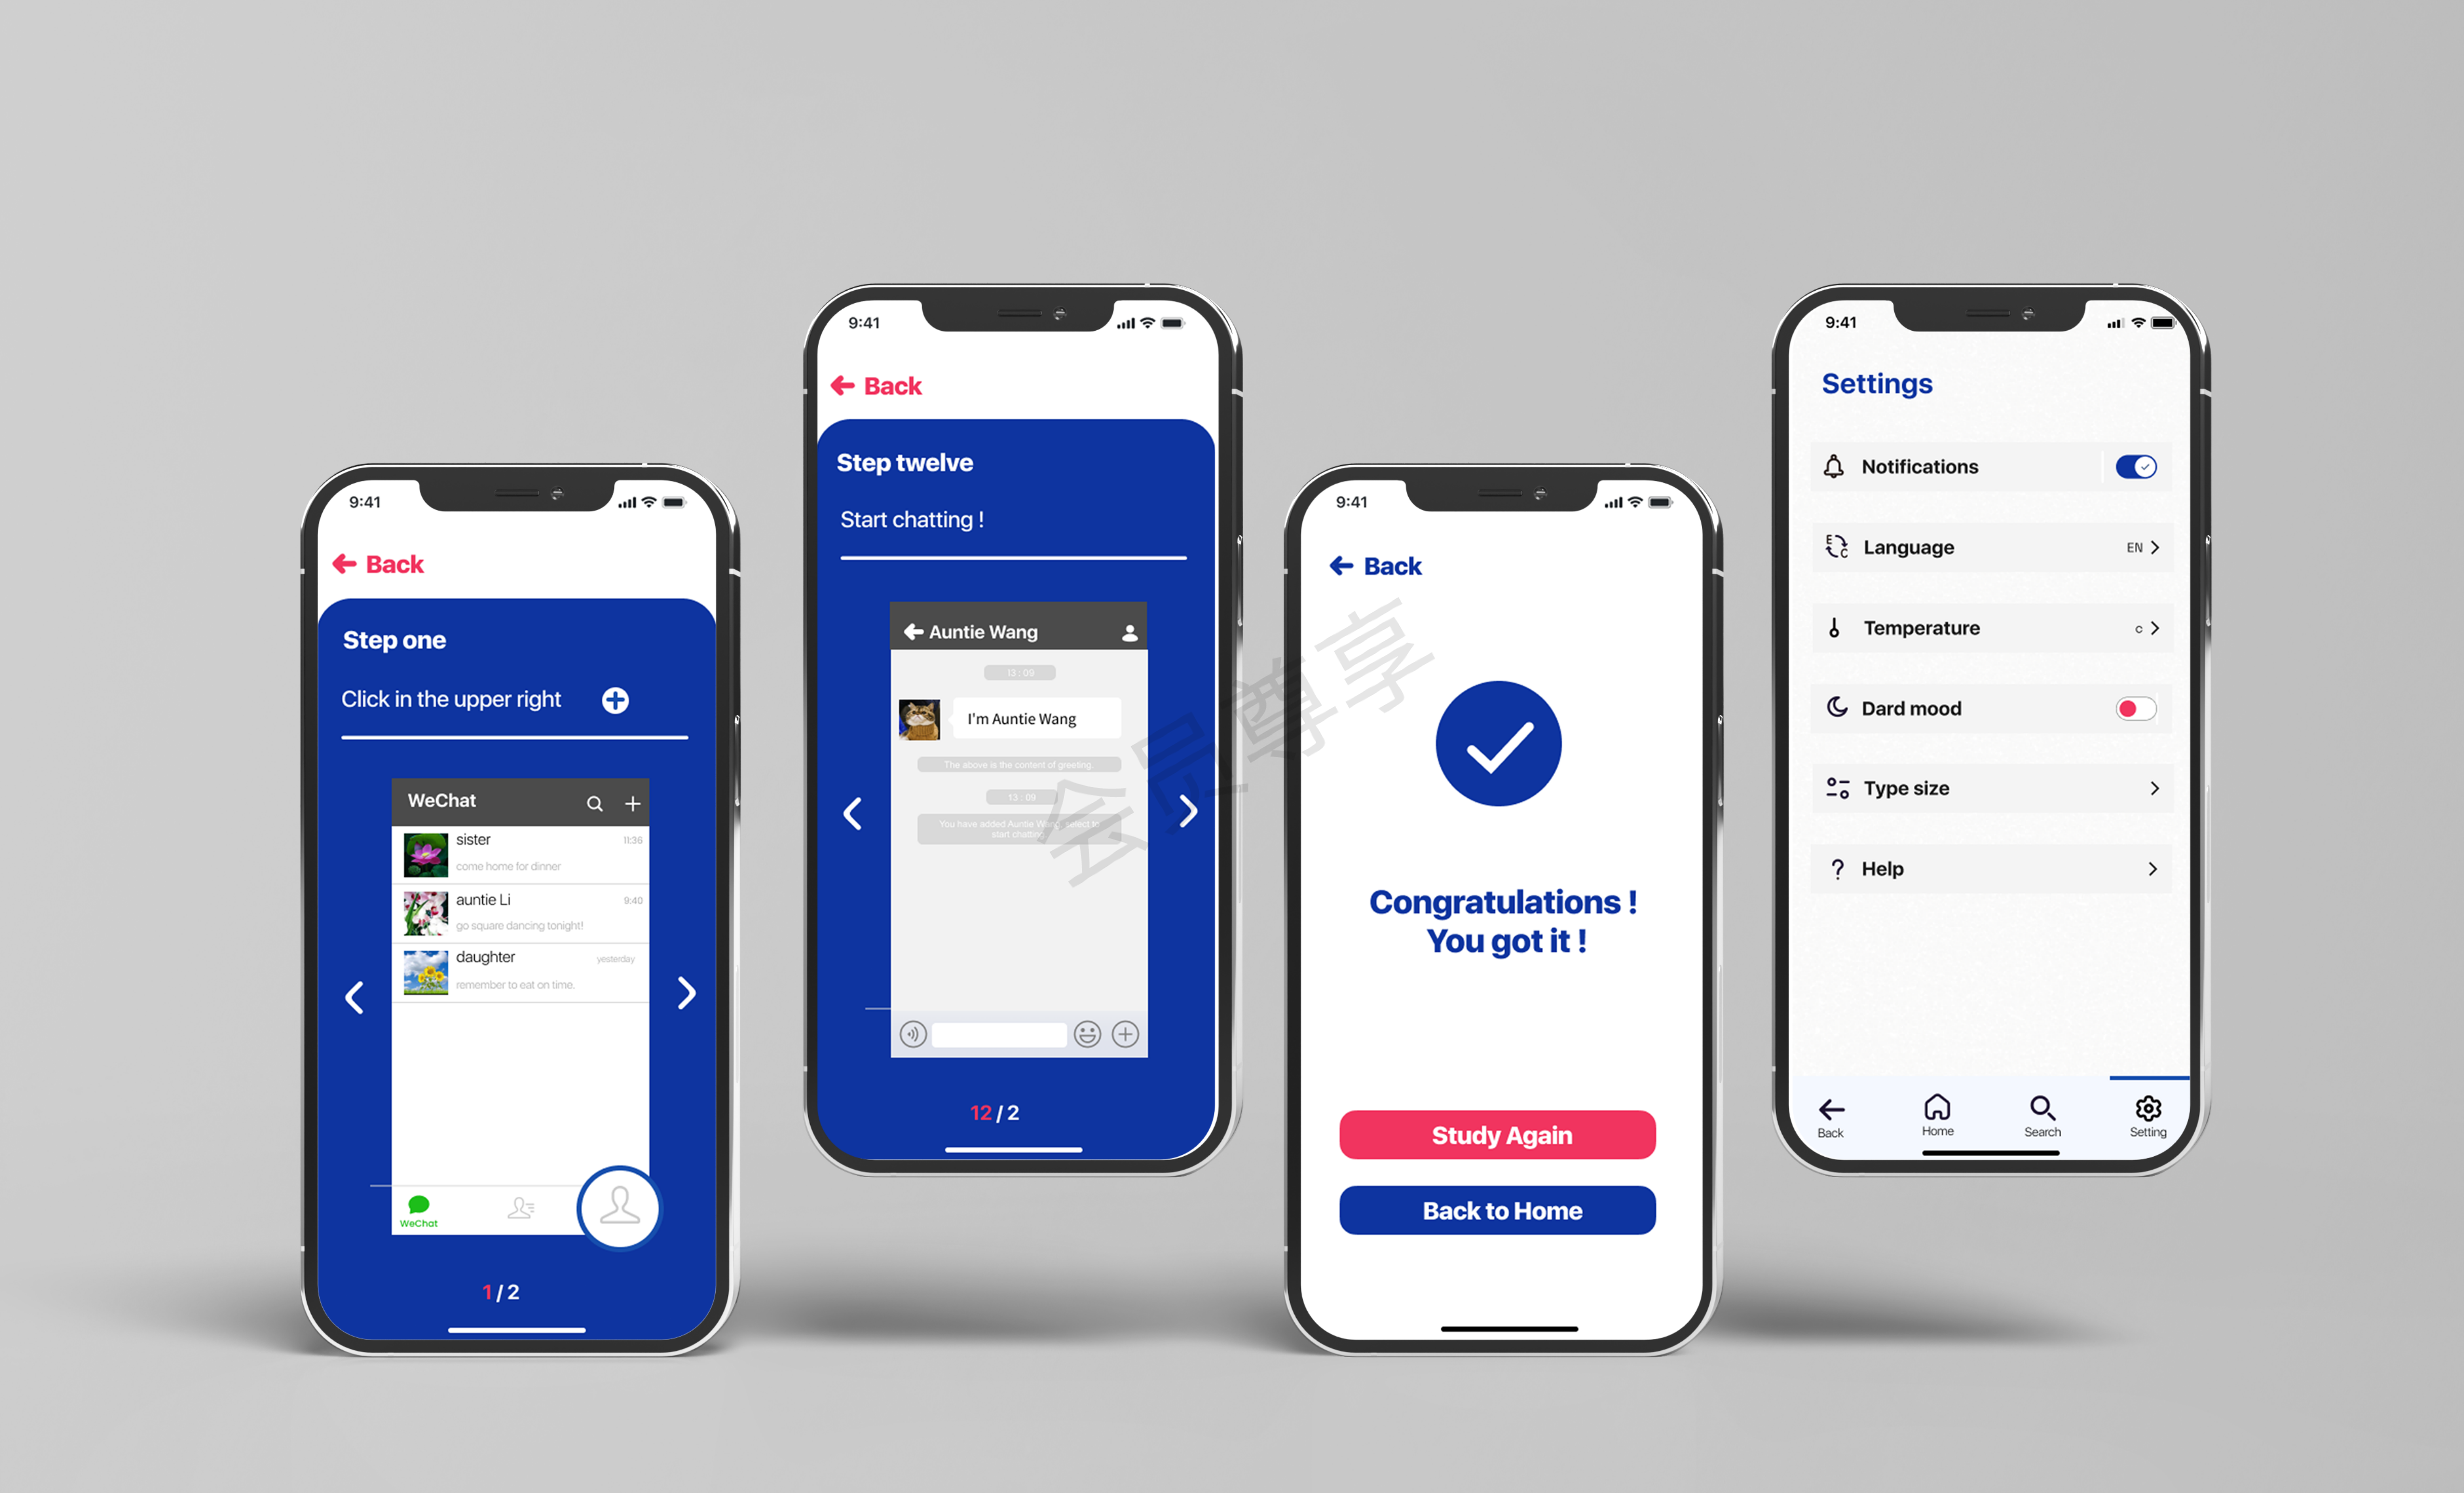 9:41
Back
Step one
Click in the upper right
WeChat
sister
11:36
come home for dinner
auntie Li
9:40
go square dancing tonight!
daughter
yesterday
remember to eat on time.
WeChat
1 / 2
9:41
Back
Step twelve
Start chatting !
Auntie Wang
13 : 09
I'm Auntie Wang
The above is the content of greeting.
13 : 09
You have added Auntie Wang, select to
start chatting.
12 / 2
9:41
Back
Congratulations !
You got it !
Study Again
Back to Home
9:41
Settings
Notifications
E
C
Language
EN
Temperature
C
Dard mood
Type size
? Help
Back
Home
Search
Setting
会员尊享